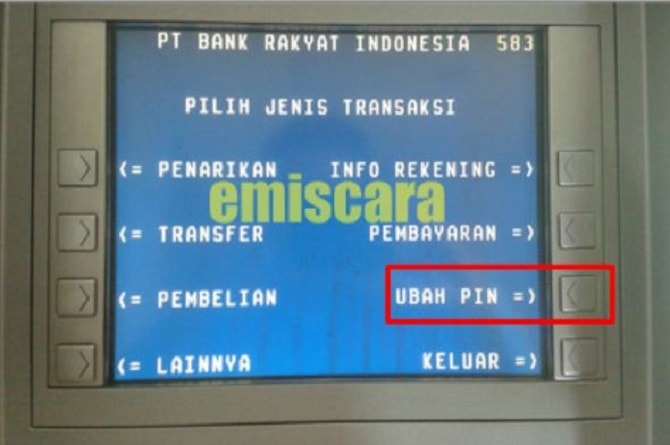 PT BANK RAKYAT INDONESIA 583
PILIH JENIS TRANSAKSI
(= PENARIKAN INFO REKENING =)
emiscara
(= TRANSFER PEMBAYARAN =)
(= PEMBELIAN UBAH PIN =)
(= LAINNYA KELUAR =)